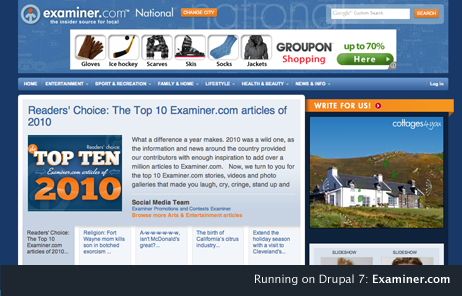 examiner.com
National
CHANGE CITY
the insider source for local
Google Custom Search
SEARCH
Gloves
Ice hockey
Scarves
Skis
Socks
Jackets
GROUPON
Shopping
up to 70%
Here
HOME
ENTERTAINMENT
SPORT & RECREATION
FAMILY & HOME
LIFESTYLE
HEALTH & BEAUTY
NEWS & INFO
Log in
Readers' Choice: The Top 10 Examiner.com articles of
2010
Readers' choice
the TOP TEN
Examiner.com articles of
2010
What a difference a year makes. 2010 was a wild one, as
the information and news around the country provided
our contributors with enough inspiration to add over a
million articles to Examiner.com. Now, we turn to you for
the top 10 Examiner.com stories, videos and photo
galleries that made you laugh, cry, cringe, stand up and
Social Media Team
Examiner Promotions and Contests Examiner
Browse more Arts & Entertainment articles
Readers' Choice:
The Top 10
Examiner.com
articles of 2010...
Religion: Fort
Wayne mom kills
son in botched
exorcism ...
A-w-w-w-w-w,
isn't McDonald's
great?...
The birth of
California's citrus
industry...
Extend the
holiday season
with a visit to
Cleveland's...
WRITE FOR US!
cottages4you
SLIDESHOW
SLIDESHOW
Running on Drupal 7: Examiner.com